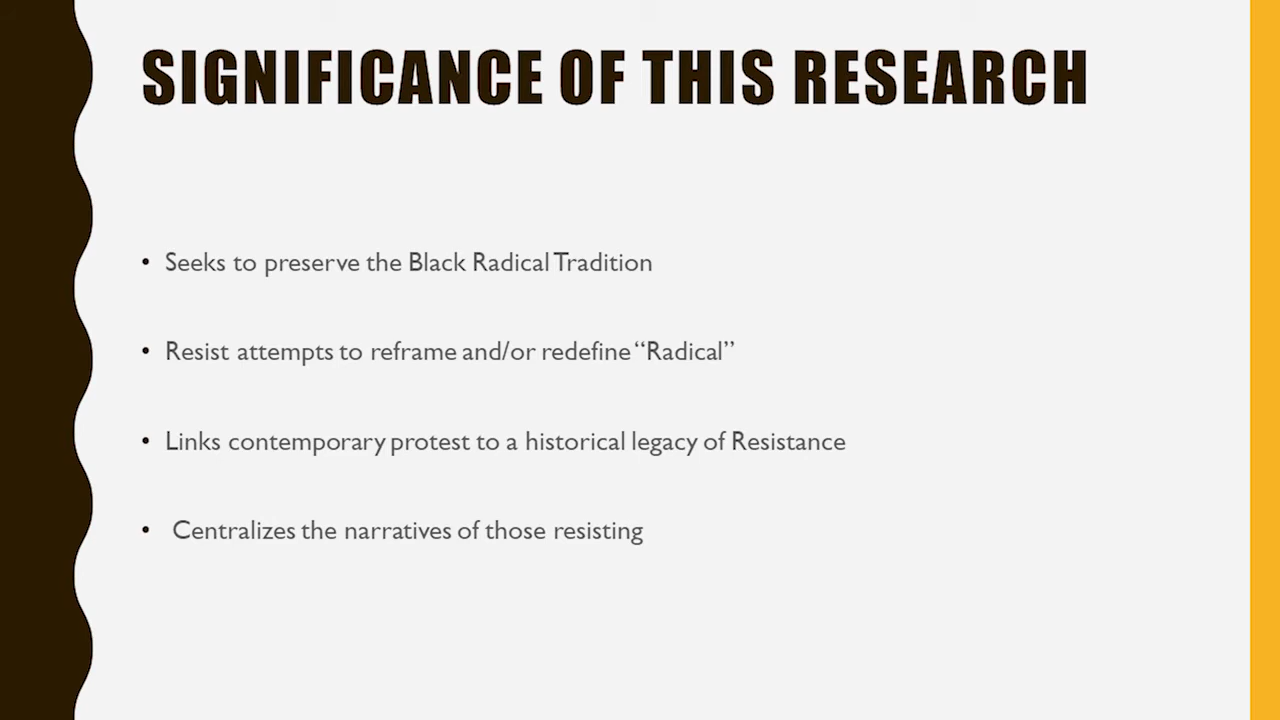 SIGNIFICANCE OF THIS RESEARCH
• Seeks to preserve the Black Radical Tradition
• Resist attempts to reframe and/or redefine “Radical”
• Links contemporary protest to a historical legacy of Resistance
• Centralizes the narratives of those resisting